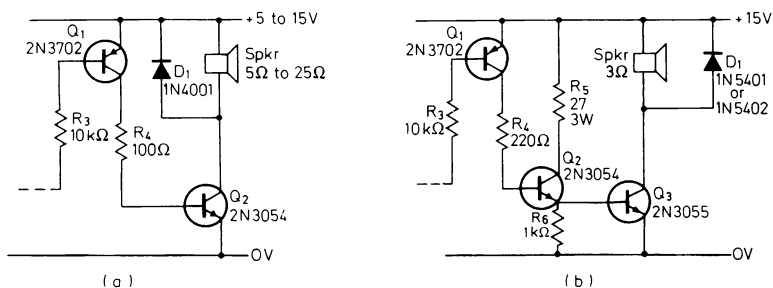 Q1
2N3702
R3
10kΩ
R4
100Ω
D1
1N4001
Spkr
5Ω to 25Ω
+5 to 15V
Q2
2N3054
0V
(a)
Q1
2N3702
R3
10kΩ
R4
220Ω
R5
27
3W
Q2
2N3054
R6
1kΩ
Spkr
3Ω
+15V
D1
1N5401
or
1N5402
Q3
2N3055
0V
(b)